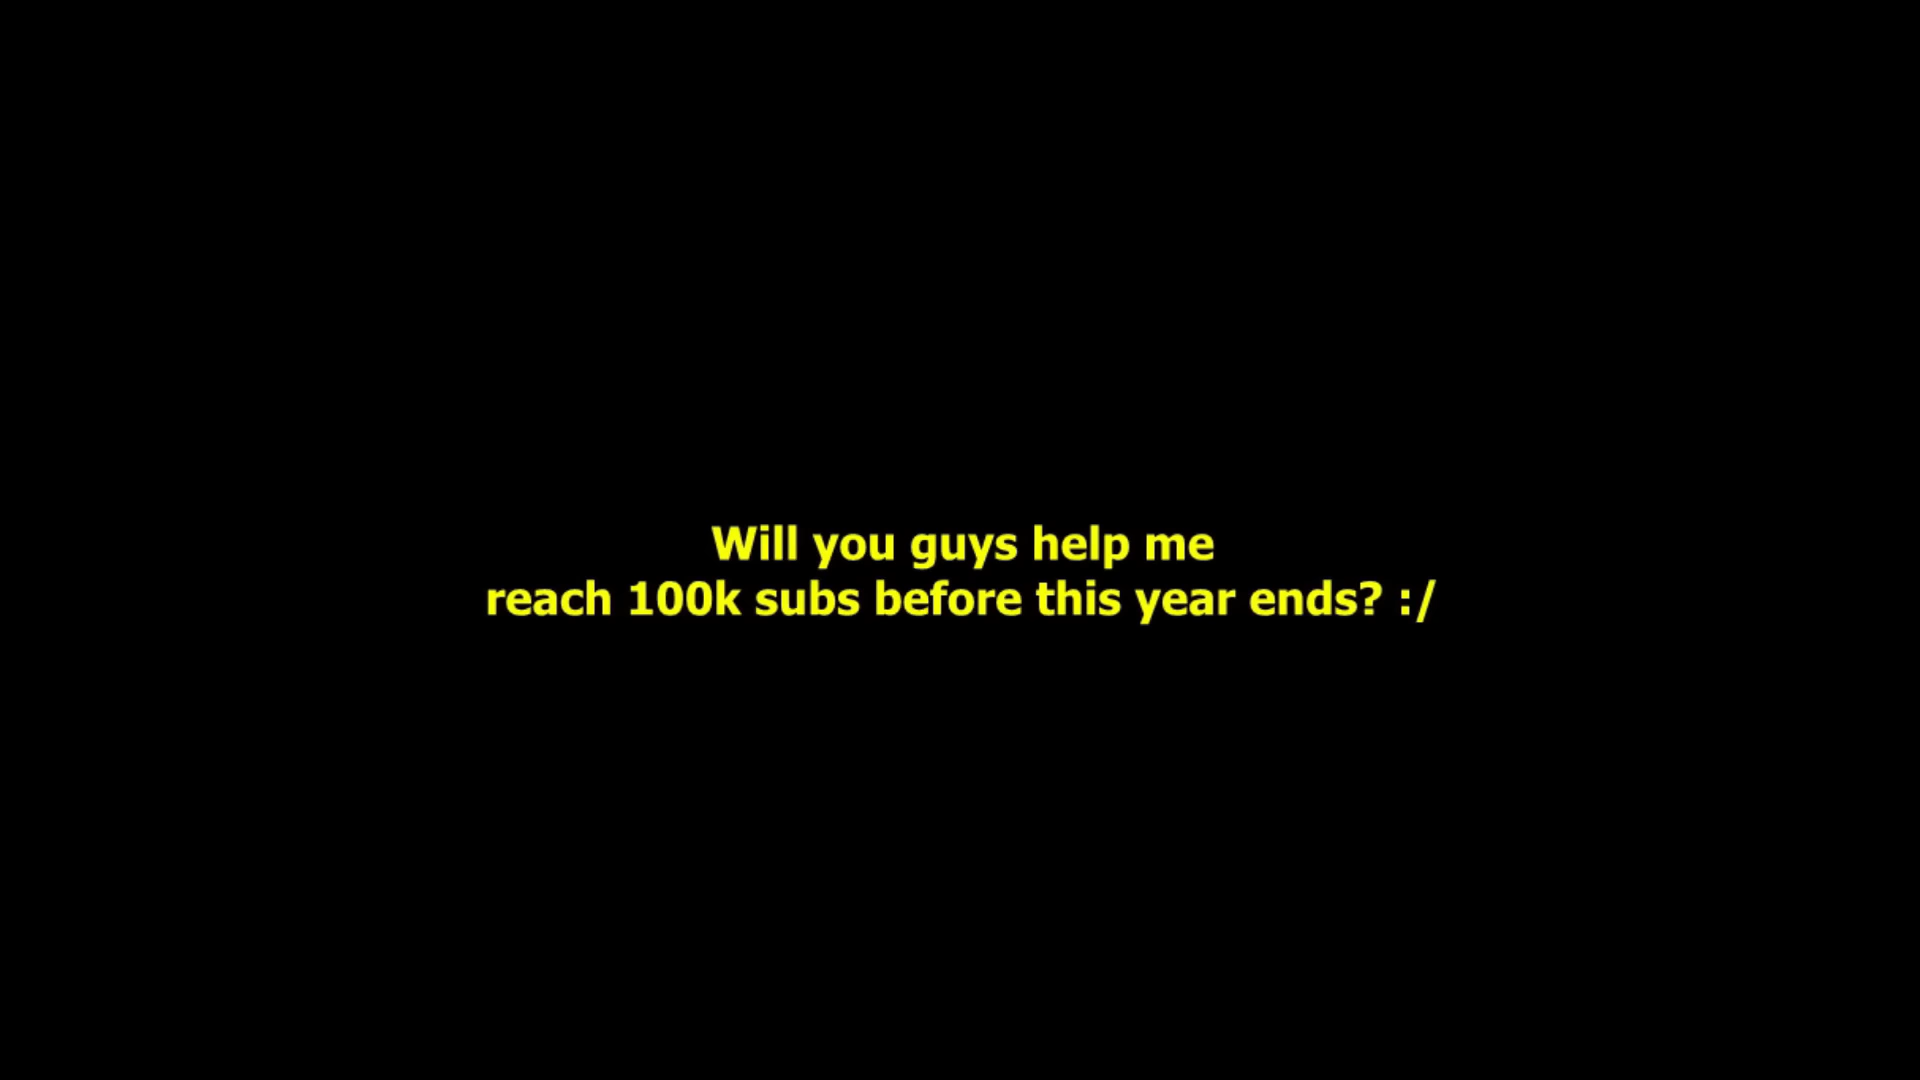 Will you guys help me
reach 100k subs before this year ends? :/